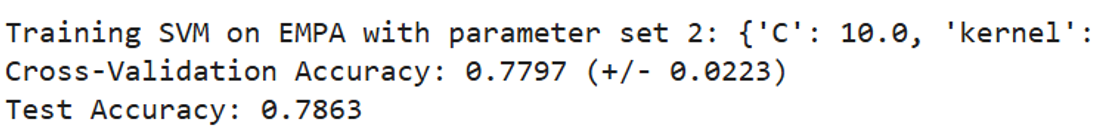 Training SVM on EMPA with parameter set 2: {'C': 10.0, 'kernel':
Cross-Validation Accuracy: 0.7797 (+/- 0.0223)
Test Accuracy: 0.7863